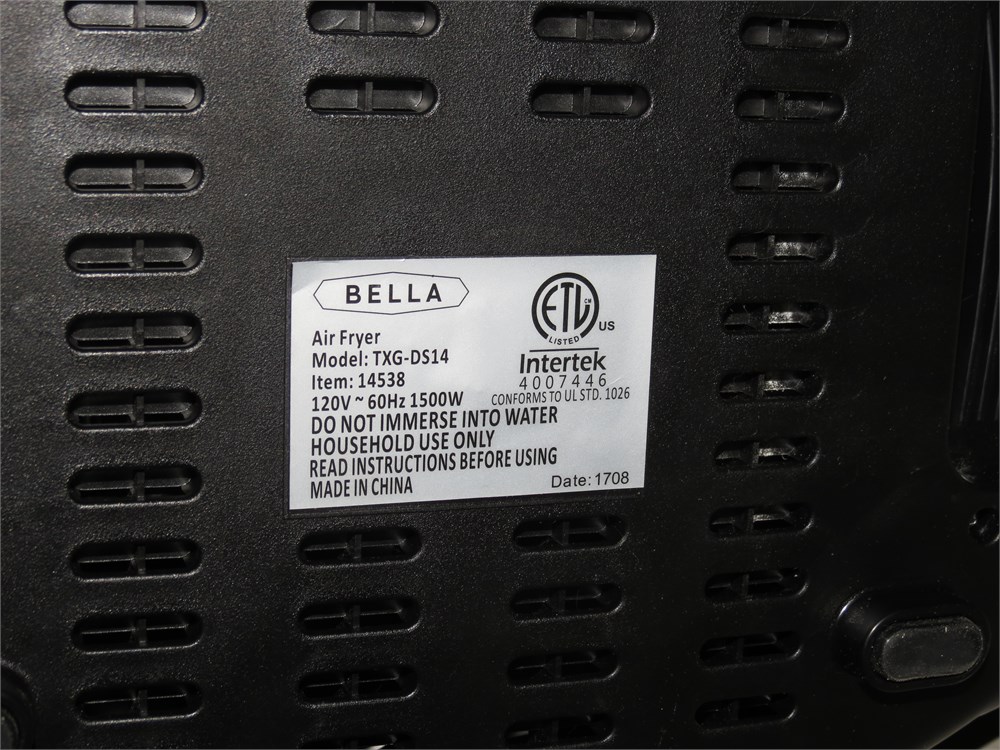 BELLA
Air Fryer
Model: TXG-DS14
Item: 14538
120V ~ 60Hz 1500W
DO NOT IMMERSE INTO WATER
HOUSEHOLD USE ONLY
READ INSTRUCTIONS BEFORE USING
MADE IN CHINA
ETL CM
US
LISTED
Intertek
4007446
CONFORMS TO UL STD. 1026
Date: 1708